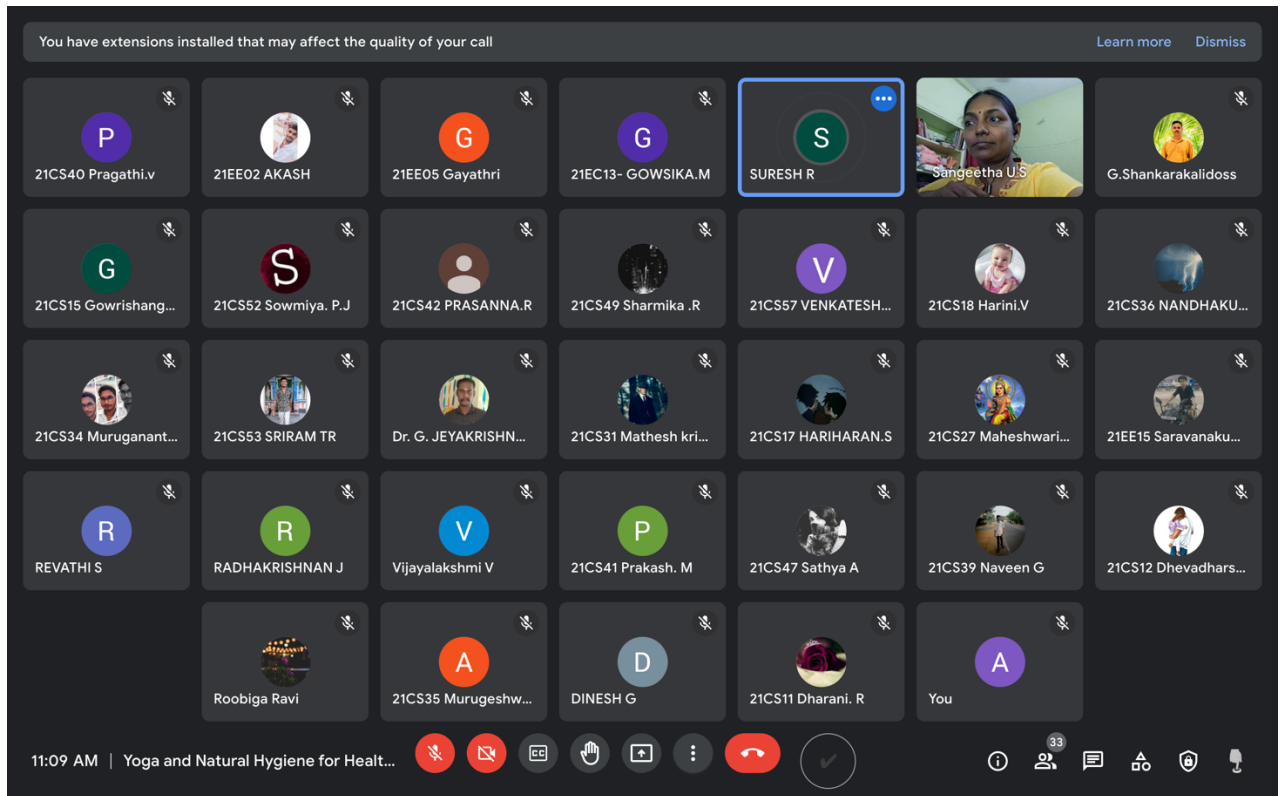 You have extensions installed that may affect the quality of your call
Learn more
Dismiss
P
21CS40 Pragathi.v
21EE02 AKASH
G
21EE05 Gayathri
G
21EC13- GOWSIKA.M
S
SURESH R
Sangeetha U.S
G.Shankarakalidoss
G
21CS15 Gowrishang...
S
21CS52 Sowmiya. P.J
21CS42 PRASANNA.R
21CS49 Sharmika .R
V
21CS57 VENKATESH...
21CS18 Harini.V
21CS36 NANDHAKU...
21CS34 Muruganant...
21CS53 SRIRAM TR
Dr. G. JEYAKRISHN...
21CS31 Mathesh kri...
21CS17 HARIHARAN.S
21CS27 Maheshwari...
21EE15 Saravanaku...
R
REVATHI S
R
RADHAKRISHNAN J
V
Vijayalakshmi V
P
21CS41 Prakash. M
21CS47 Sathya A
21CS39 Naveen G
21CS12 Dhevadhars...
Roobiga Ravi
A
21CS35 Murugeshw...
D
DINESH G
21CS11 Dharani. R
A
You
11:09 AM | Yoga and Natural Hygiene for Healt...
CC
33